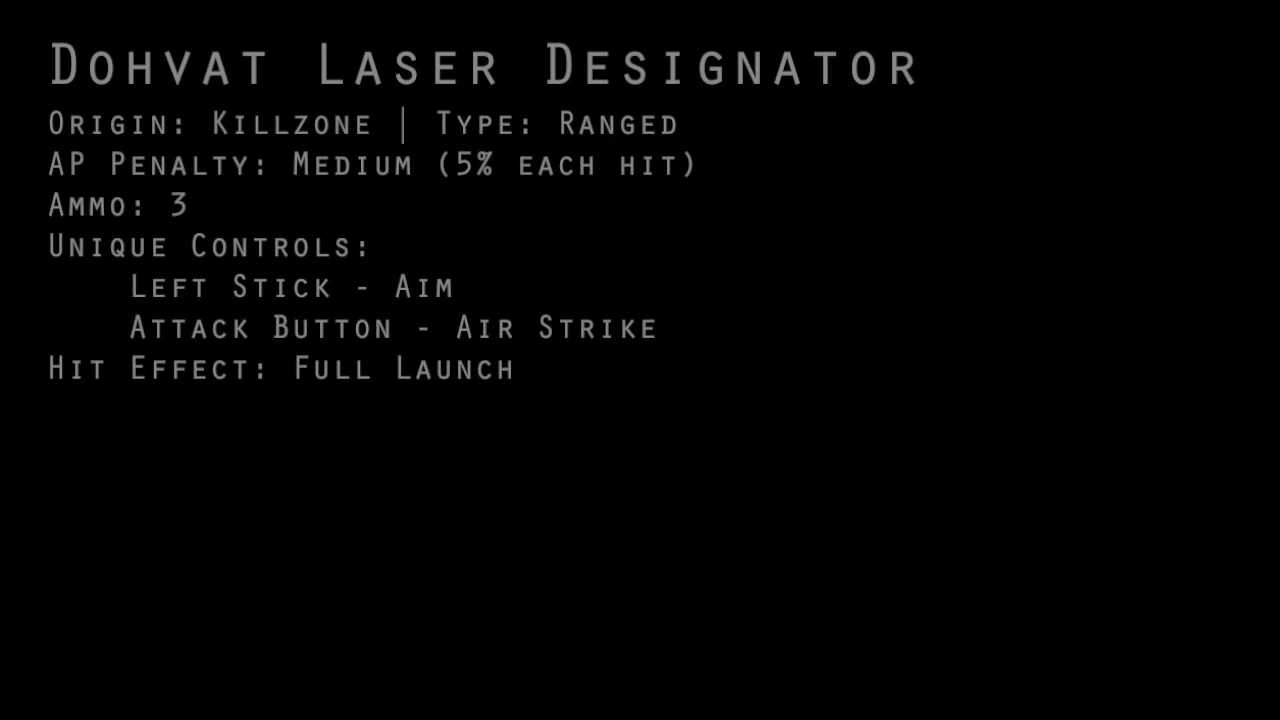 Dohvat Laser Designator
Origin: Killzone | Type: Ranged
AP Penalty: Medium (5% each hit)
Ammo: 3
Unique Controls:
Left Stick - Aim
Attack Button - Air Strike
Hit Effect: Full Launch